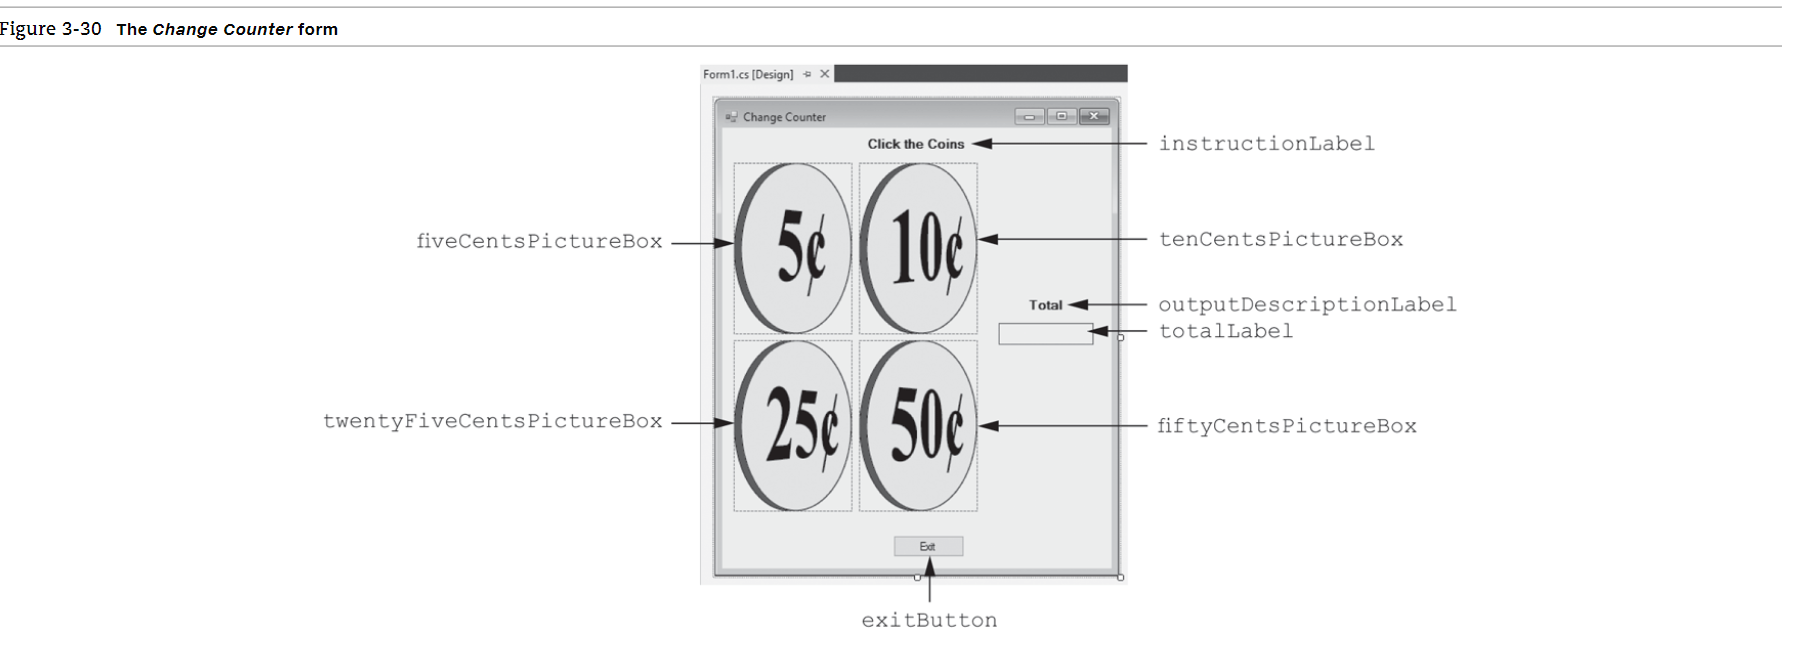 Figure 3-30 The Change Counter form
Form1.cs [Design]
Change Counter
Click the Coins
instructionLabel
5¢
10¢
fiveCentsPictureBox
tenCentsPictureBox
Total
outputDescriptionLabel
totalLabel
25¢
50¢
twentyFiveCentsPictureBox
fiftyCentsPictureBox
Exit
exitButton